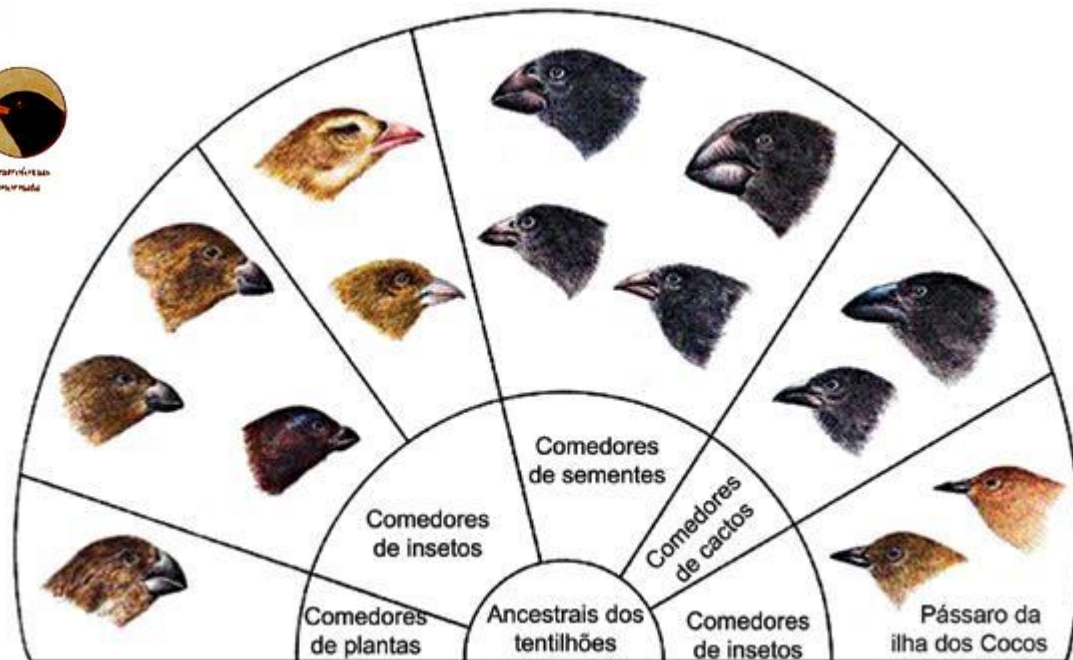 Comedores
de sementes
Comedores
de insetos
Comedores
de cactos
Comedores
de plantas
Ancestrais dos
tentilhões
Comedores
de insetos
Pássaro da
ilha dos Cocos